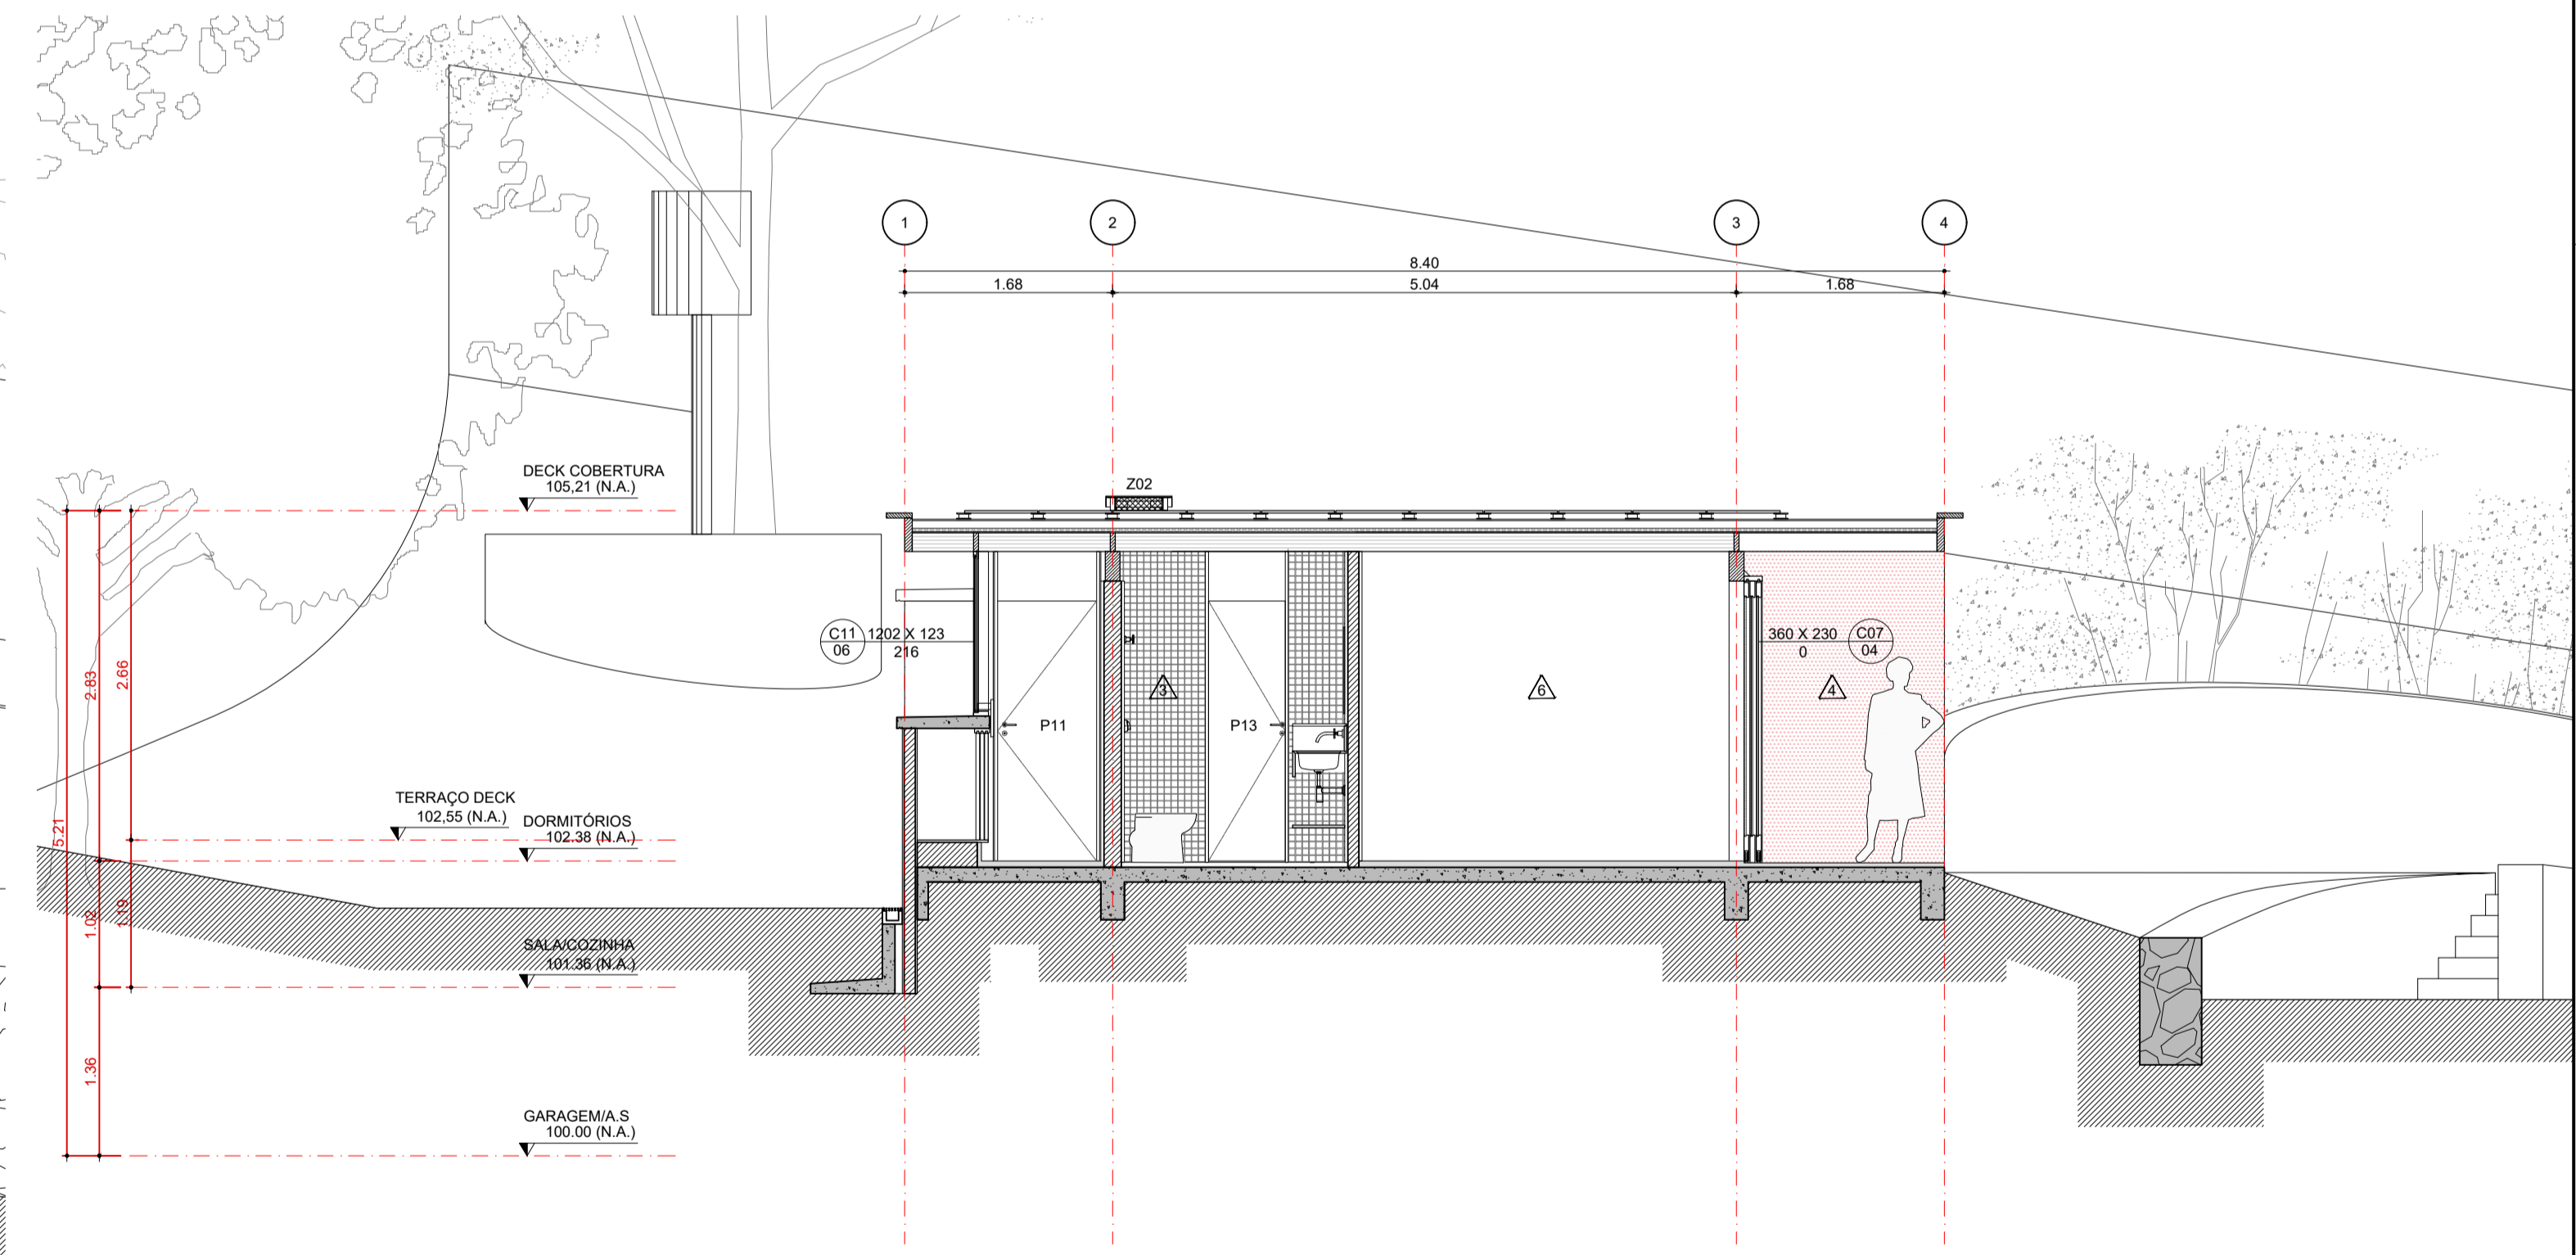 1
2
3
4
8.40
1.68
5.04
1.68
DECK COBERTURA
105,21 (N.A.)
Z02
C11
06
1202 X 123
216
360 X 230
0
C07
04
2.83
2.66
3
6
4
P11
P13
TERRAÇO DECK
102,55 (N.A.)
DORMITÓRIOS
102.38 (N.A.)
5.21
1.02
1.19
SALA/COZINHA
101.36 (N.A.)
1.36
GARAGEM/A.S
100.00 (N.A.)